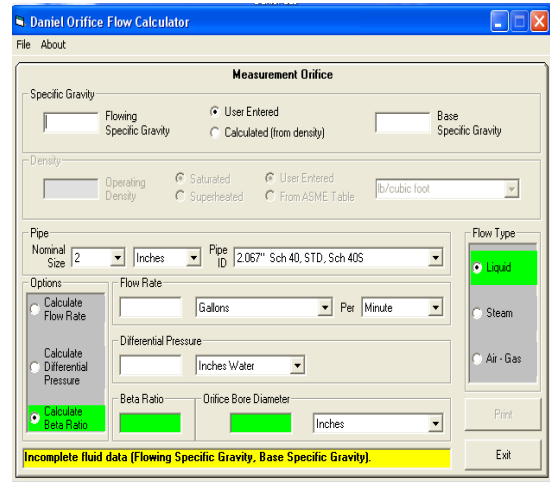 Daniel Orifice Flow Calculator
File About
Measurement Orifice
Specific Gravity
Flowing
Specific Gravity
User Entered
Calculated (from density)
Base
Specific Gravity
Density
Operating
Density
Saturated
Superheated
User Entered
From ASME Table
lb/cubic foot
Pipe
Nominal
Size
2
Inches
Pipe
ID
2.067" Sch 40, STD, Sch 40S
Flow Type
Liquid
Steam
Air - Gas
Options
Calculate
Flow Rate
Calculate
Differential
Pressure
Calculate
Beta Ratio
Flow Rate
Gallons
Per
Minute
Differential Pressure
Inches Water
Beta Ratio
Orifice Bore Diameter
Inches
Print
Exit
Incomplete fluid data (Flowing Specific Gravity, Base Specific Gravity).